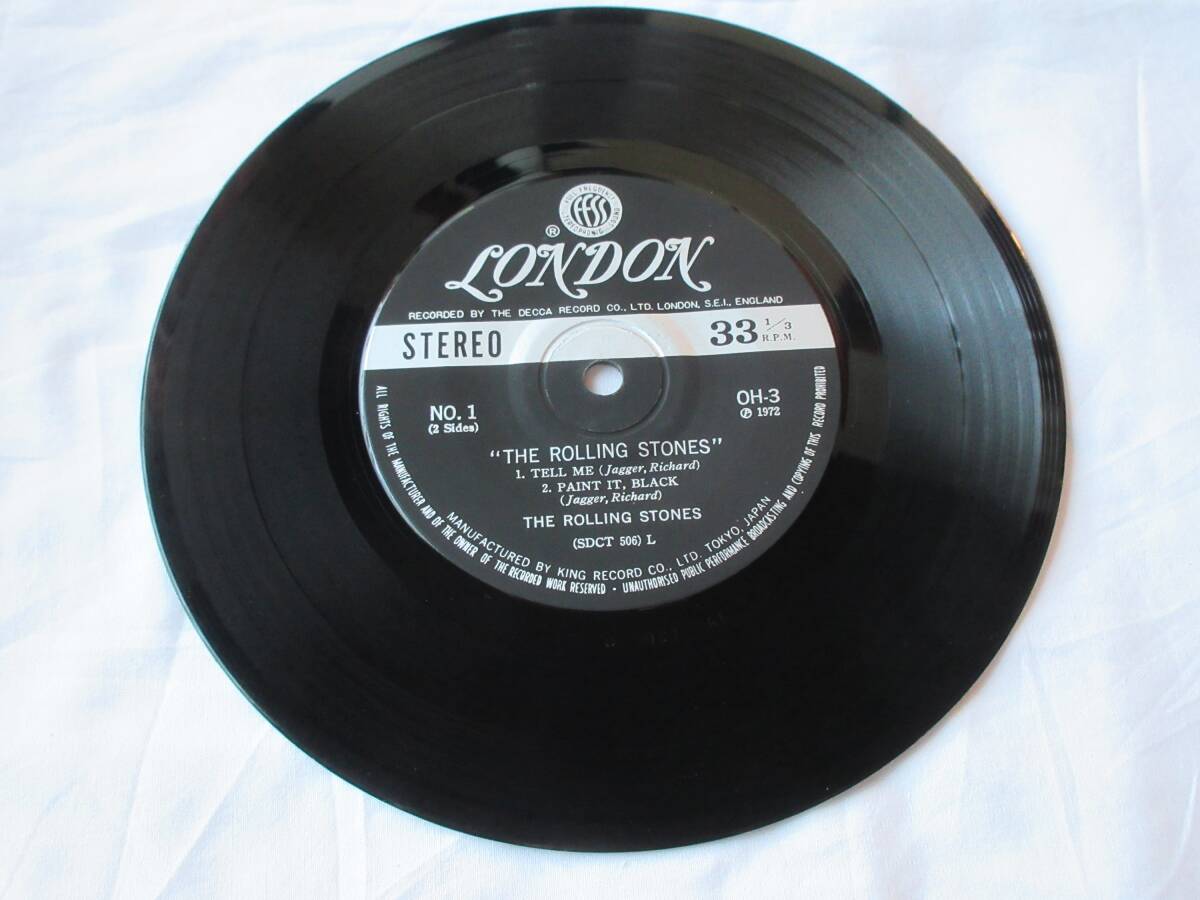 FULL FREQUENCY
FFSS
STEREOPHONIC SOUND
®
LONDON
RECORDED BY THE DECCA RECORD CO., LTD. LONDON, S.E.I., ENGLAND
STEREO
33 1/3
R.P.M.
NO. 1
(2 Sides)
OH-3
Ⓟ 1972
"THE ROLLING STONES"
1. TELL ME (Jagger, Richard)
2. PAINT IT, BLACK
(Jagger, Richard)
THE ROLLING STONES
(SDCT 506) L
MANUFACTURED BY KING RECORD CO., LTD. TOKYO, JAPAN
ALL RIGHTS OF THE MANUFACTURER AND OF THE OWNER OF THE RECORDED WORK RESERVED • UNAUTHORISED PUBLIC PERFORMANCE BROADCASTING AND COPYING OF THIS RECORD PROHIBITED